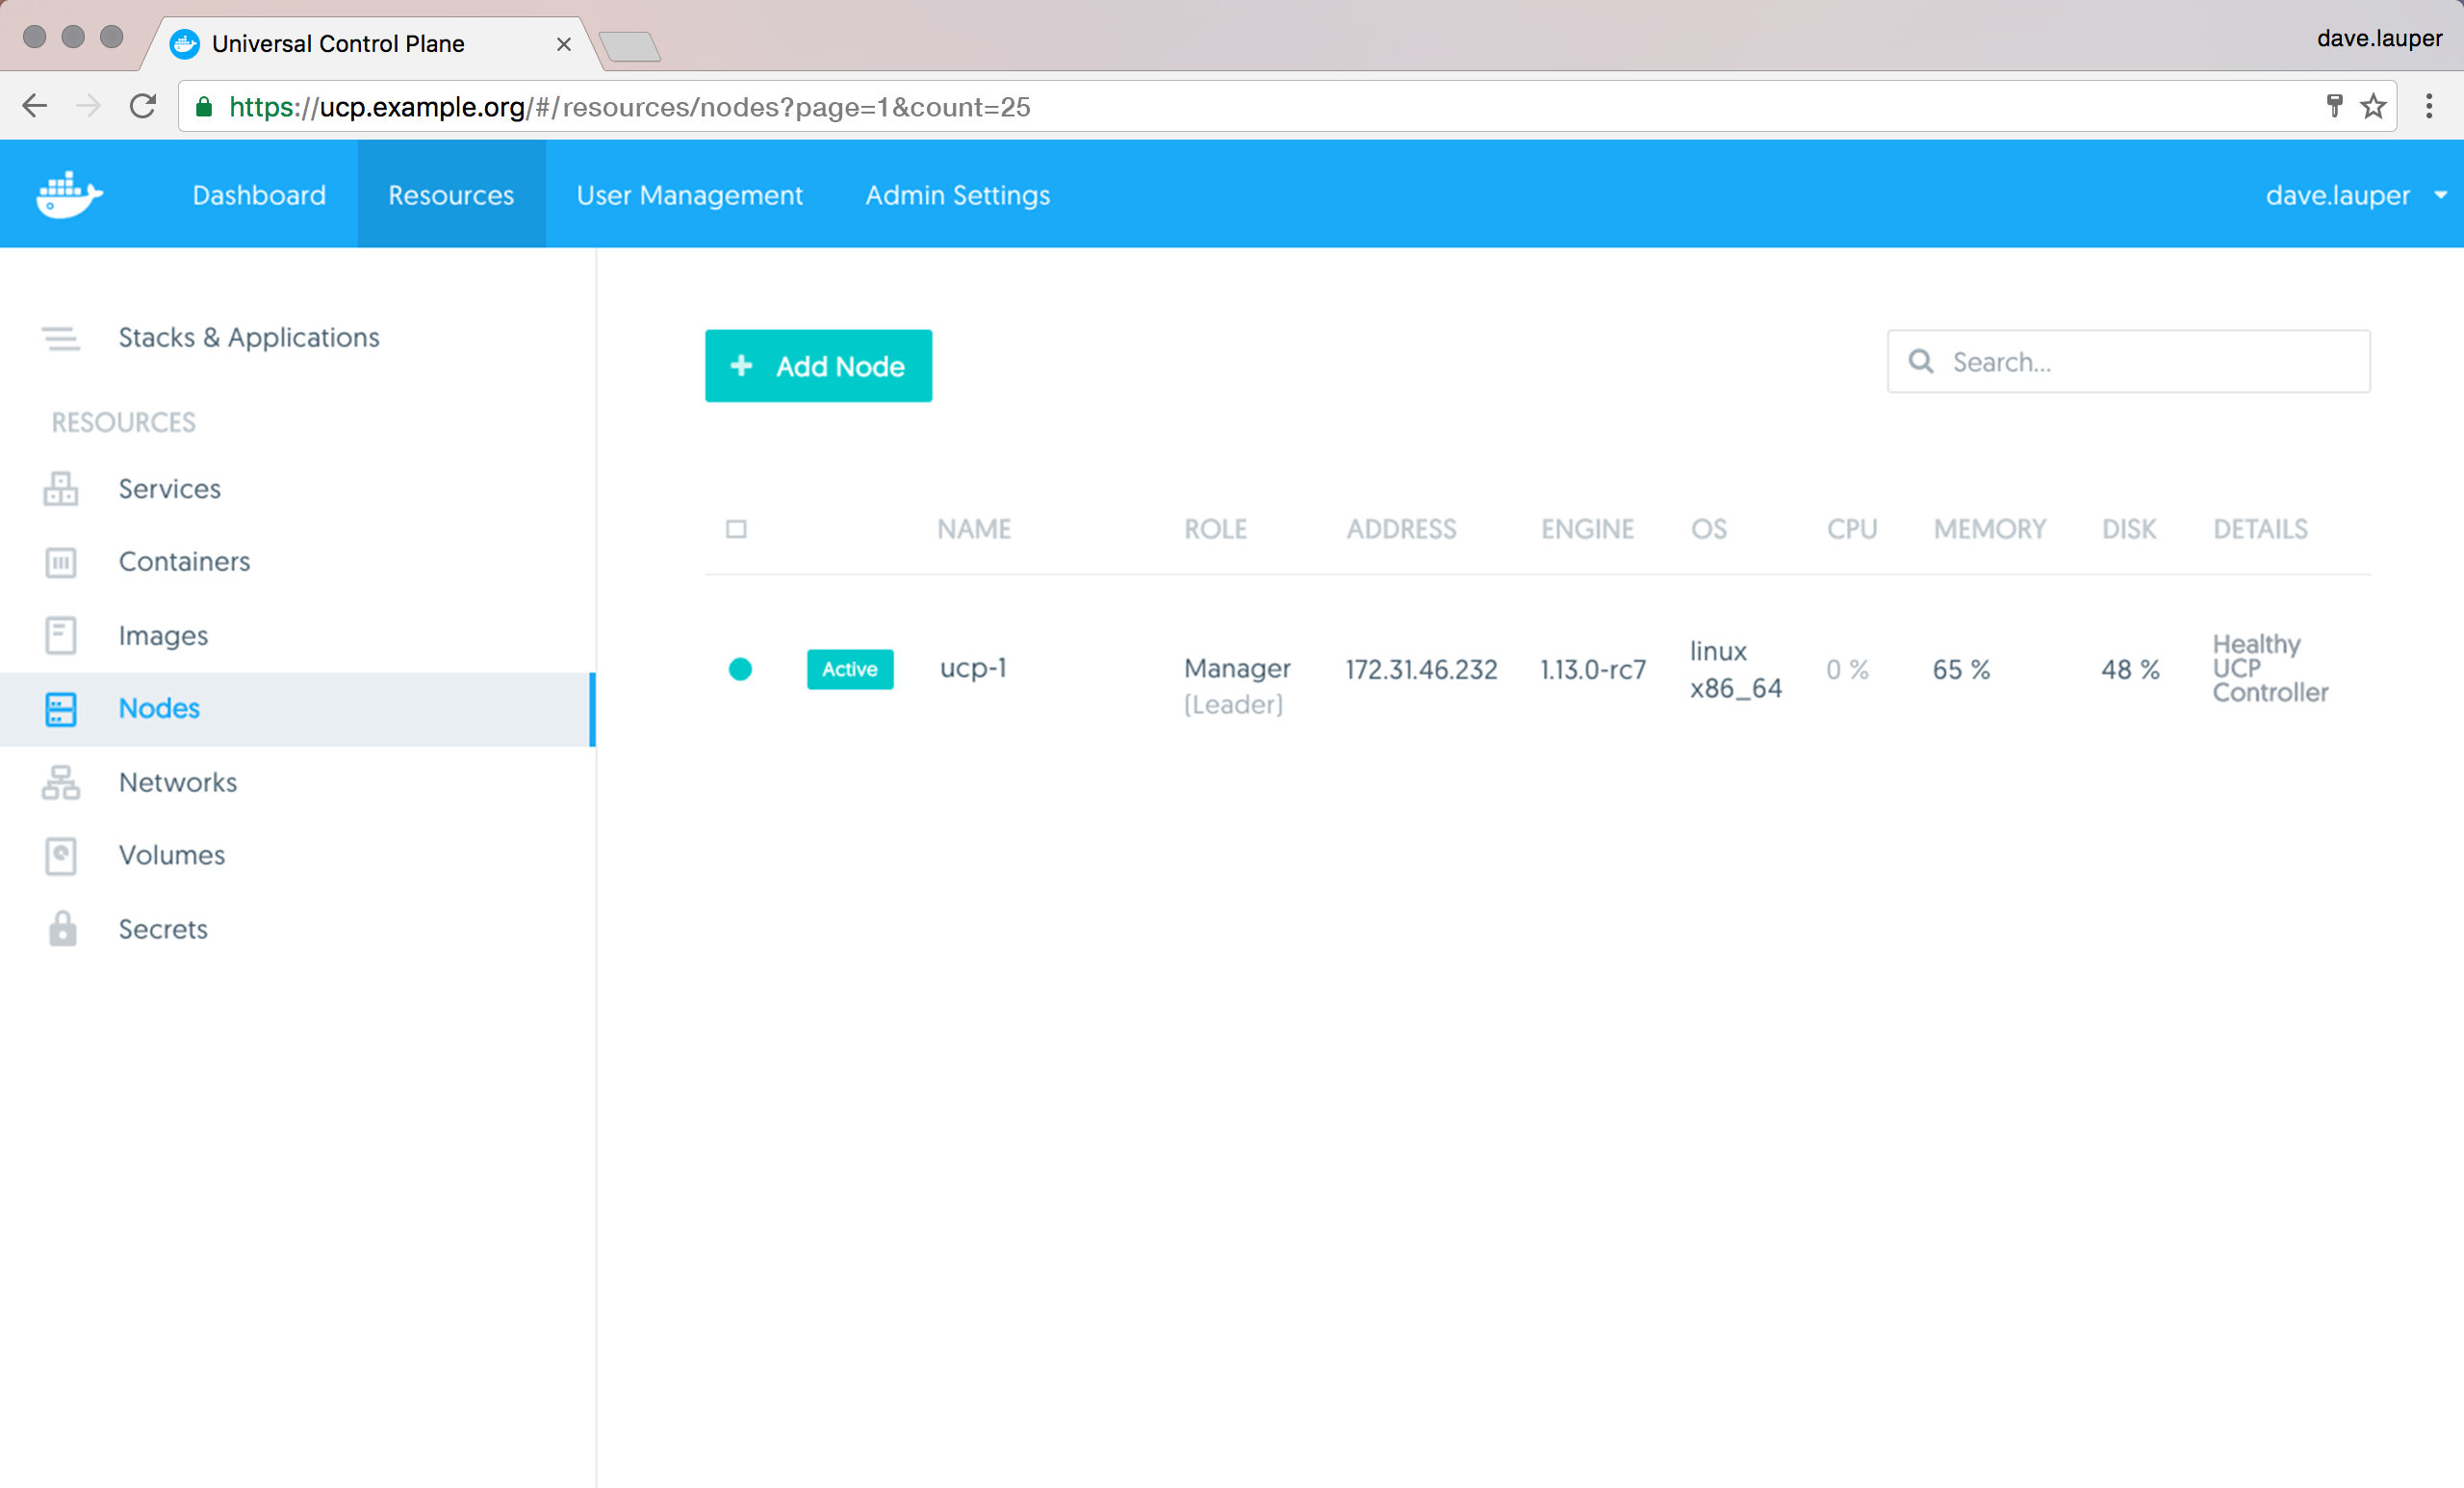 Universal Control Plane
dave.lauper
https://ucp.example.org/#/resources/nodes?page=1&count=25
Dashboard
Resources
User Management
Admin Settings
dave.lauper
Stacks & Applications
RESOURCES
Services
Containers
Images
Nodes
Networks
Volumes
Secrets
+ Add Node
Search...
NAME ROLE ADDRESS ENGINE OS CPU MEMORY DISK DETAILS
Active
ucp-1
Manager
(Leader)
172.31.46.232
1.13.0-rc7
linux
x86_64
0 %
65 %
48 %
Healthy
UCP
Controller